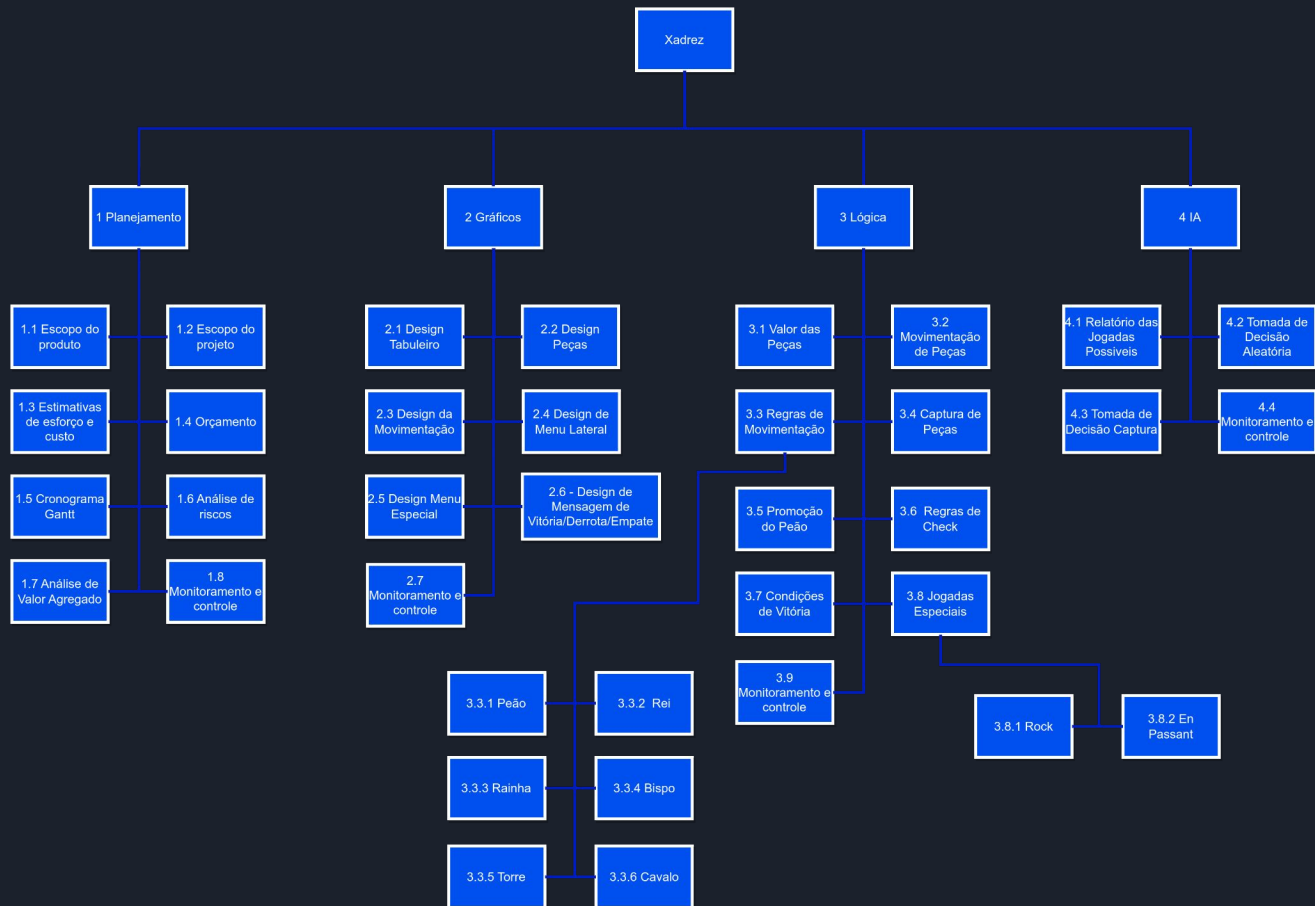 Xadrez
1 Planejamento
2 Gráficos
3 Lógica
4 IA
1.1 Escopo do
produto
1.2 Escopo do
projeto
1.3 Estimativas
de esforço e
custo
1.4 Orçamento
1.5 Cronograma
Gantt
1.6 Análise de
riscos
1.7 Análise de
Valor Agregado
1.8
Monitoramento e
controle
2.1 Design
Tabuleiro
2.2 Design
Peças
2.3 Design da
Movimentação
2.4 Design de
Menu Lateral
2.5 Design Menu
Especial
2.6 - Design de
Mensagem de
Vitória/Derrota/Empate
2.7
Monitoramento e
controle
3.1 Valor das
Peças
3.2
Movimentação
de Peças
3.3 Regras de
Movimentação
3.4 Captura de
Peças
3.5 Promoção
do Peão
3.6 Regras de
Check
3.7 Condições
de Vitória
3.8 Jogadas
Especiais
3.9
Monitoramento e
controle
3.3.1 Peão
3.3.2 Rei
3.3.3 Rainha
3.3.4 Bispo
3.3.5 Torre
3.3.6 Cavalo
3.8.1 Rock
3.8.2 En
Passant
4.1 Relatório das
Jogadas
Possiveis
4.2 Tomada de
Decisão
Aleatória
4.3 Tomada de
Decisão Captura
4.4
Monitoramento e
controle